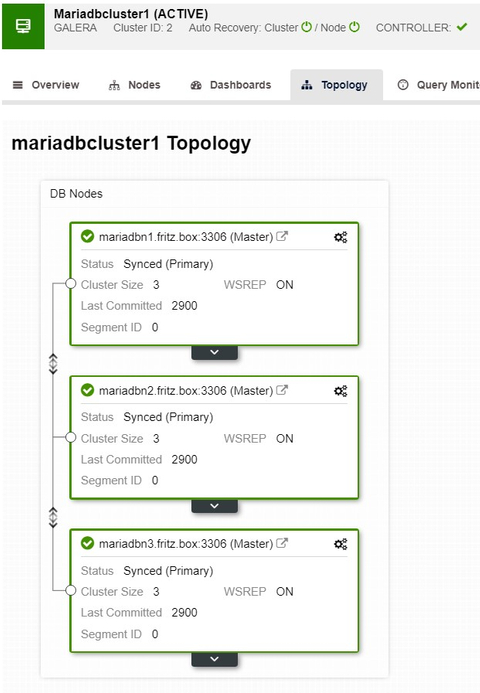 Mariadbcluster1 (ACTIVE)
GALERA Cluster ID: 2 Auto Recovery: Cluster / Node CONTROLLER:
Overview Nodes Dashboards Topology Query Monit
mariadbcluster1 Topology
DB Nodes
mariadbn1.fritz.box:3306 (Master)
Status Synced (Primary)
Cluster Size 3 WSREP ON
Last Committed 2900
Segment ID 0
mariadbn2.fritz.box:3306 (Master)
Status Synced (Primary)
Cluster Size 3 WSREP ON
Last Committed 2900
Segment ID 0
mariadbn3.fritz.box:3306 (Master)
Status Synced (Primary)
Cluster Size 3 WSREP ON
Last Committed 2900
Segment ID 0